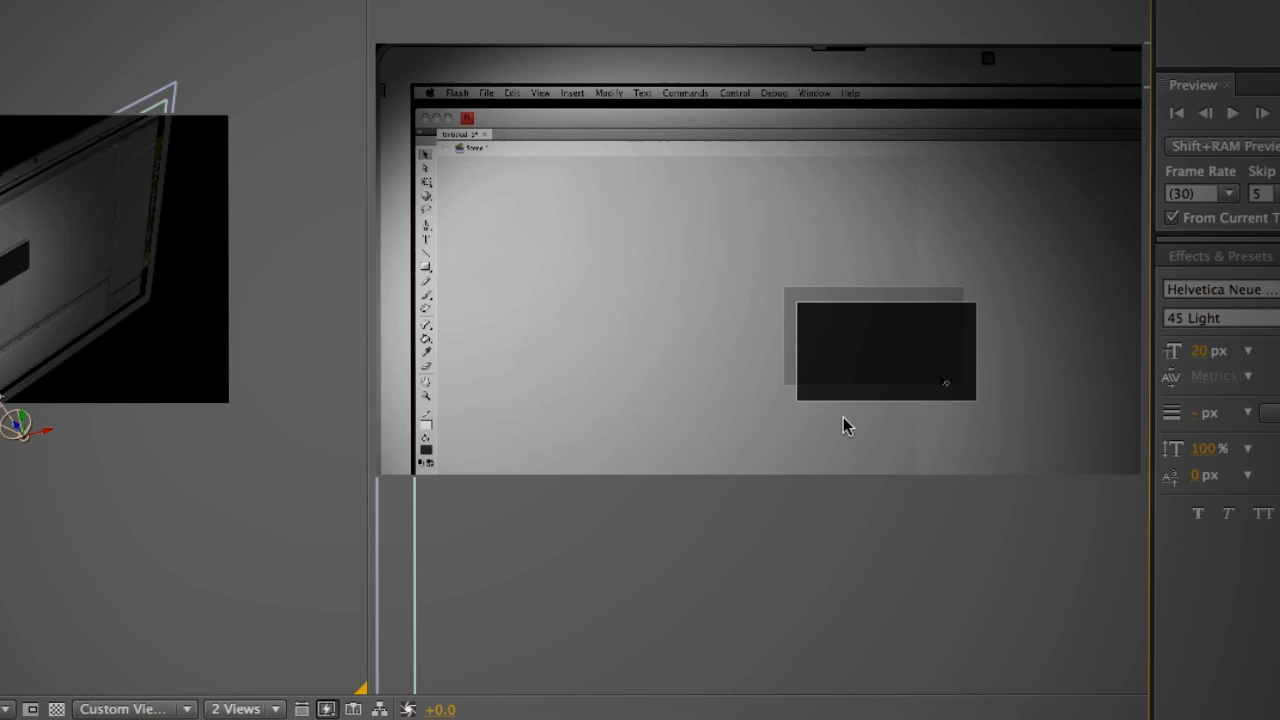 Flash File Edit View Insert Modify Text Commands Control Debug Window Help
Untitled 2*
Scene 1
Custom Vie...
2 Views
+0.0
Preview
Shift+RAM Previe
Frame Rate Skip
(30) 5
From Current T
Effects & Presets
Helvetica Neue ...
45 Light
20 px
Metrics
- px
100 %
0 px
T T TT